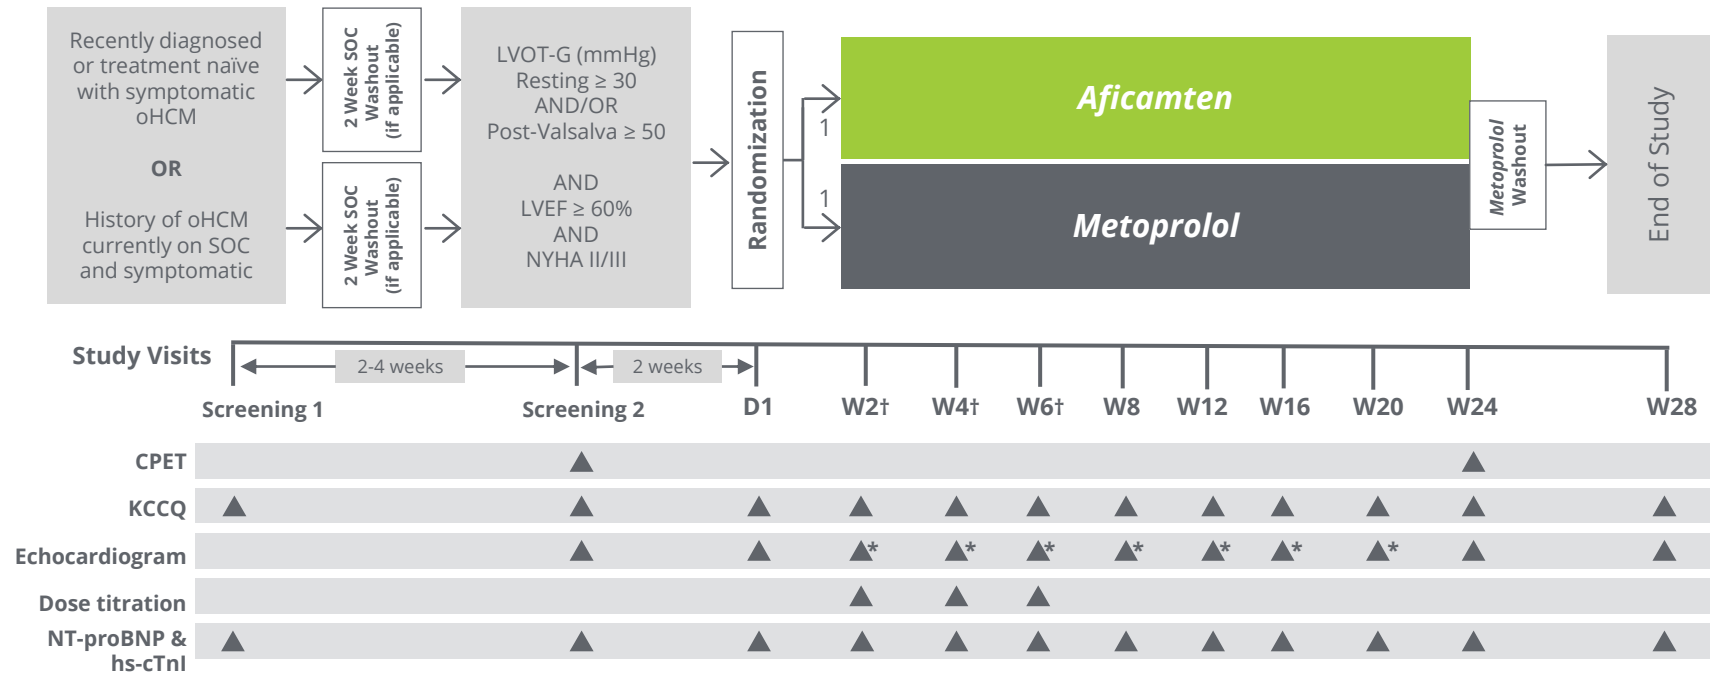 Recently diagnosed
or treatment naïve
with symptomatic
oHCM
OR
History of oHCM
currently on SOC
and symptomatic
2 Week SOC
Washout
(if applicable)
2 Week SOC
Washout
(if applicable)
LVOT-G (mmHg)
Resting ≥ 30
AND/OR
Post-Valsalva ≥ 50
AND
LVEF ≥ 60%
AND
NYHA II/III
Randomization
1
1
Aficamten
Metoprolol
Metoprolol
Washout
End of Study
Study Visits
2-4 weeks
2 weeks
Screening 1
Screening 2
D1
W2†
W4†
W6†
W8
W12
W16
W20
W24
W28
CPET
KCCQ
Echocardiogram
* * * * * * *
Dose titration
NT-proBNP &
hs-cTnI